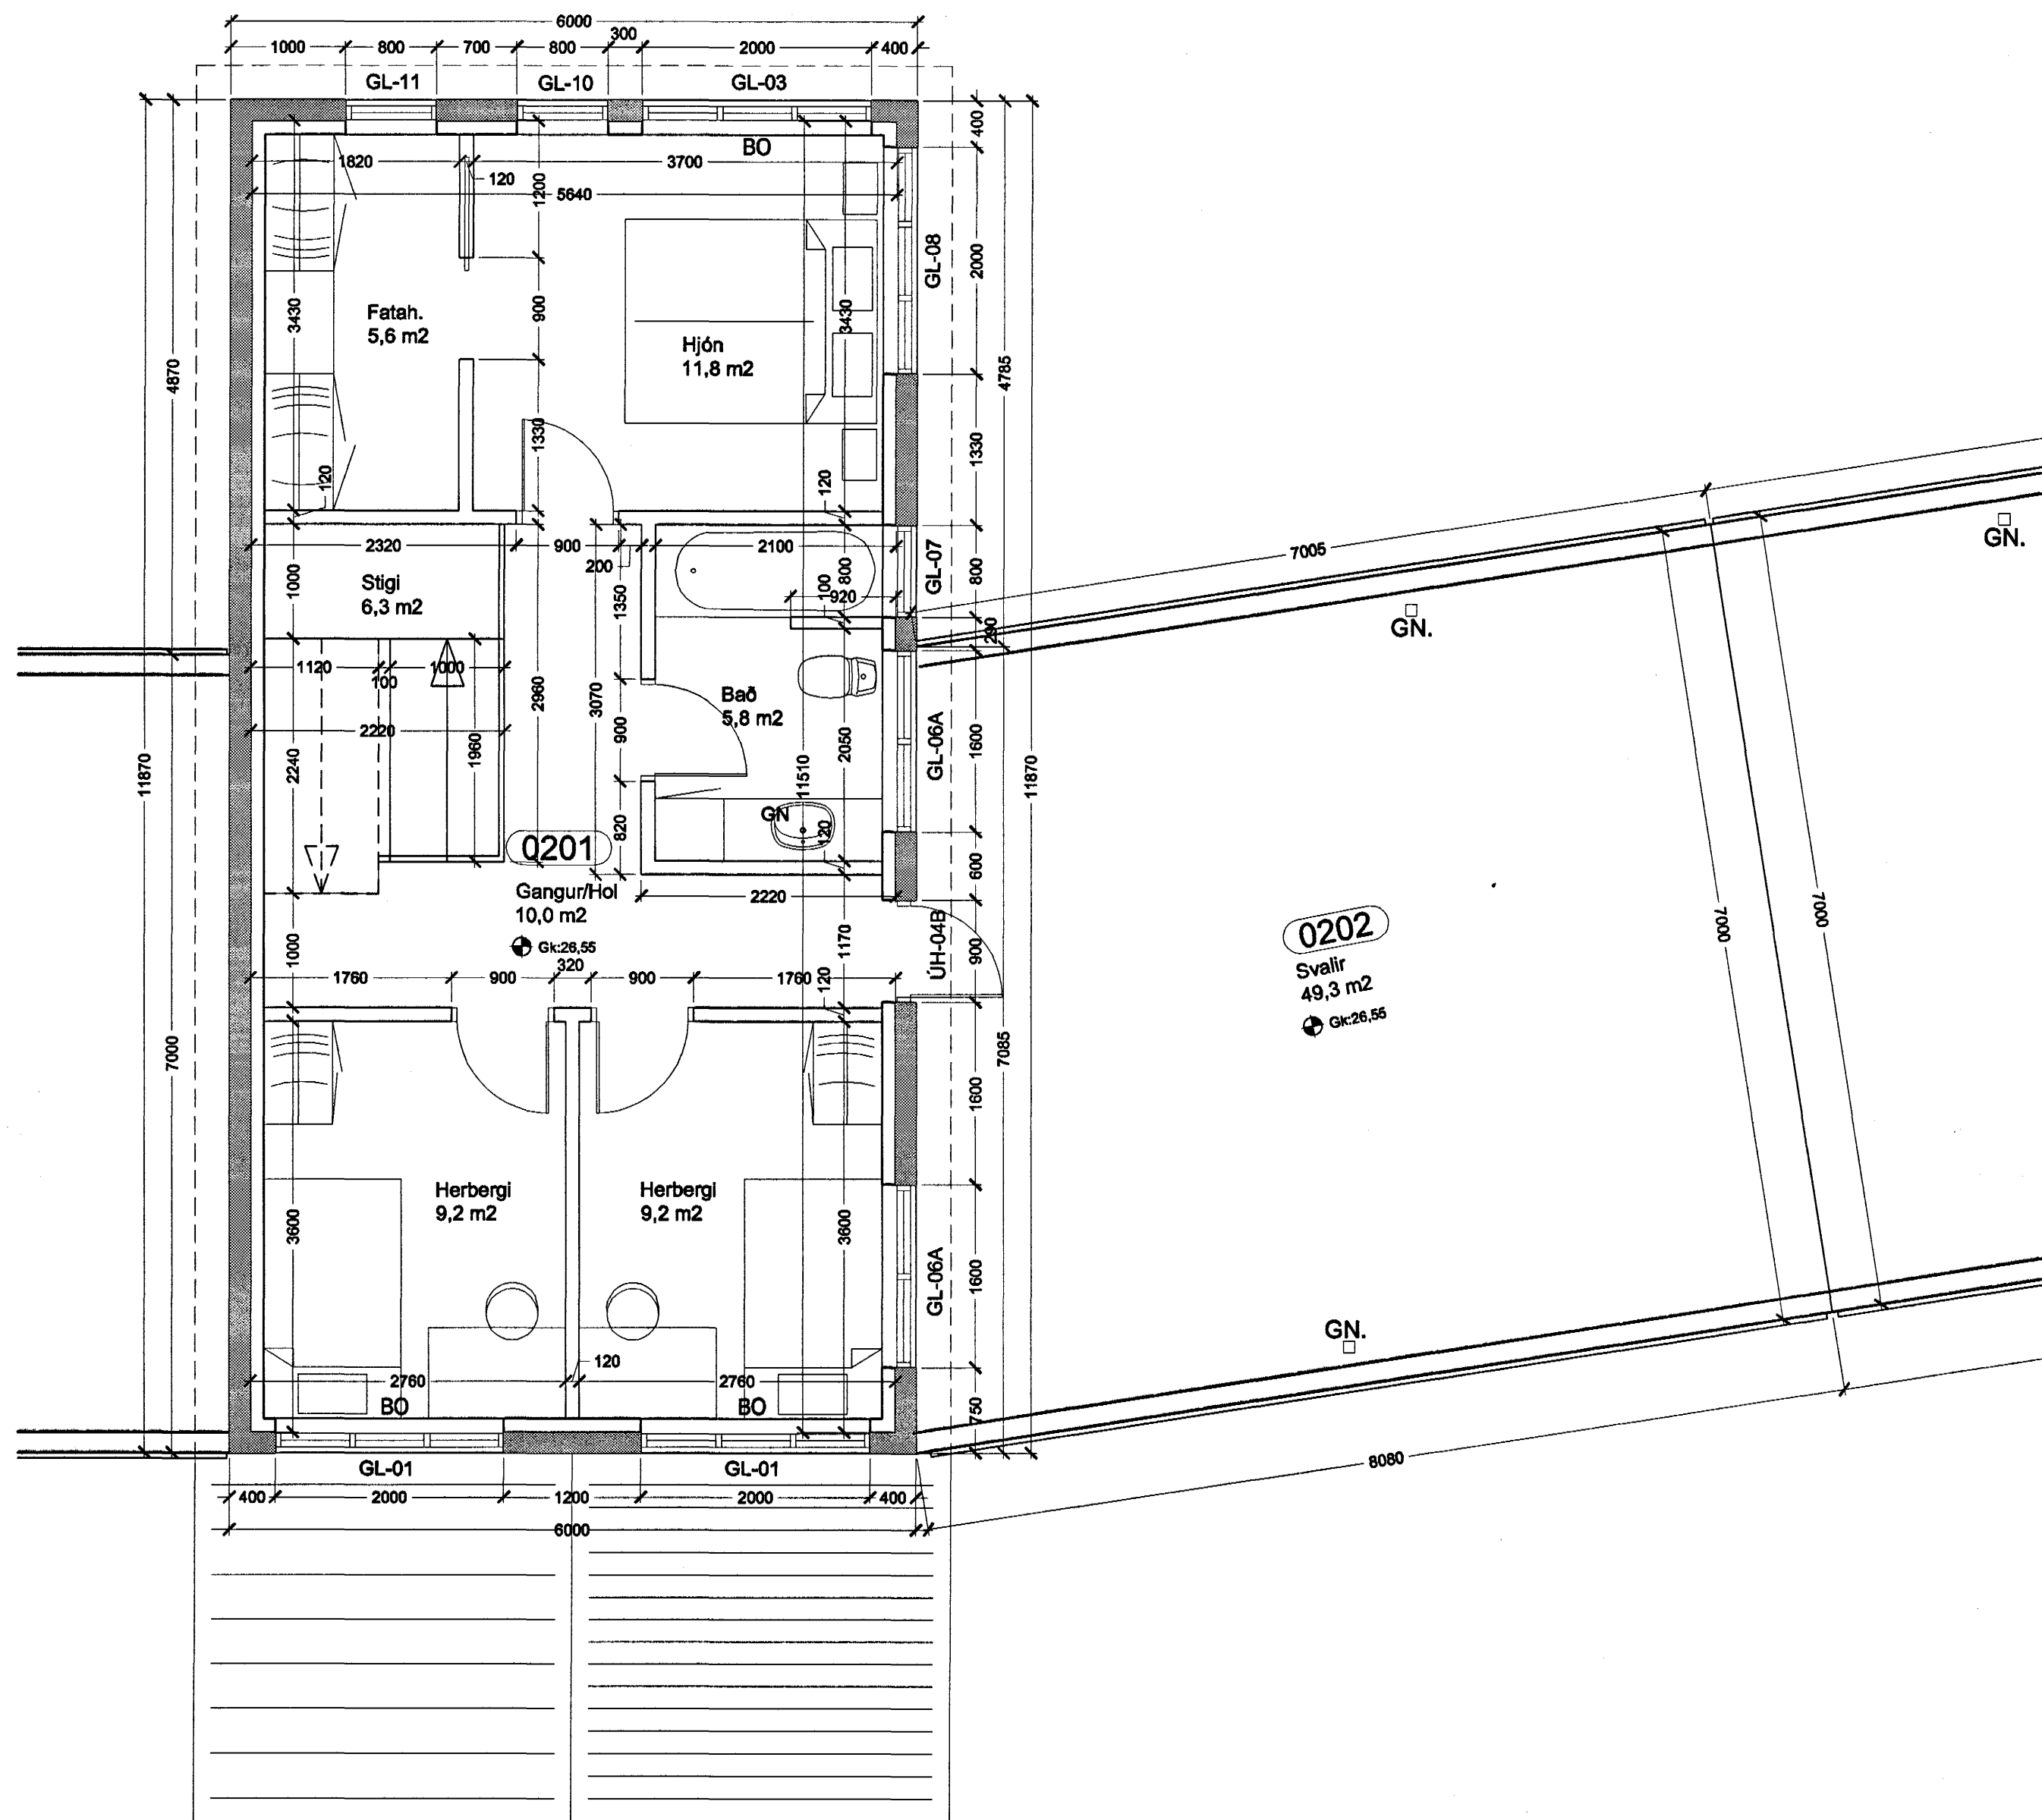 6000
1000 800 700 800 300 2000 400
GL-11 GL-10 GL-03
BO
400
1820 3700
120
5640
1200
2000
GL-08
3430
900
3430
Fatah.
5,6 m2
Hjón
11,8 m2
4870
4785
1330
1330
120
120
2320 900 2100
200
GL-07
800
7005
GN.
1000
Stigi
6,3 m2
1350
100
800
920
GN.
290
1120 100 1000
2960
3070
Bað
5,8 m2
2220
900
2050
1600
GL-06A
1960
2240
11870
11510
11870
GN
820
120
0201
600
Gangur/Hol
10,0 m2
Gk:26,55
2220
1170
ÚH-04B
900
1000
320
1760 900 900 1760
120
7000
7000
0202
Svalir
49,3 m2
Gk:26,55
7000
7085
1600
Herbergi
9,2 m2
Herbergi
9,2 m2
3600
3600
1600
GL-06A
GN.
120
2760 2760
BO BO
750
GL-01 GL-01
8080
400 2000 1200 2000 400
6000